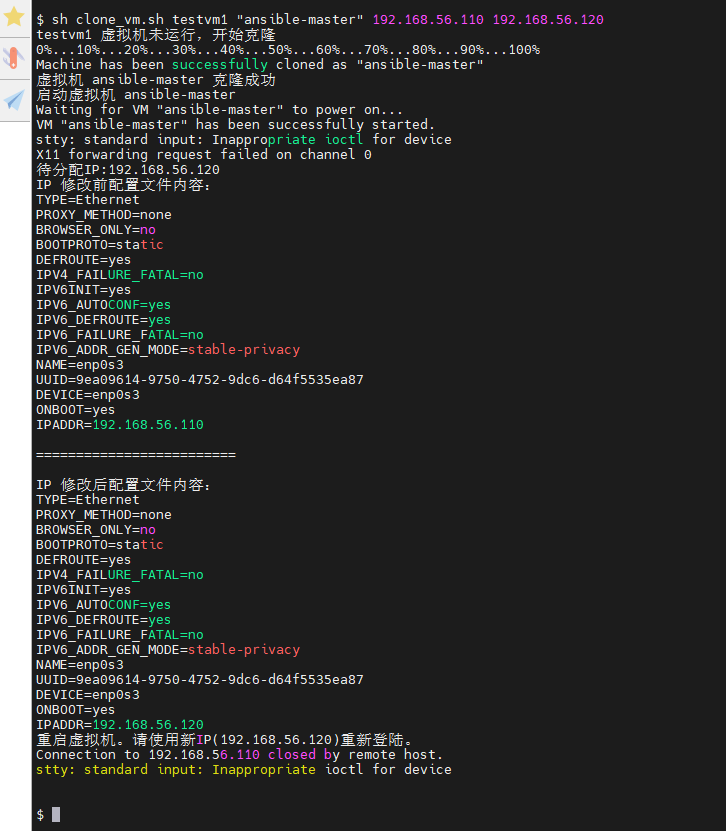 $ sh clone_vm.sh testvm1 "ansible-master" 192.168.56.110 192.168.56.120
testvm1 虚拟机未运行，开始克隆
0%...10%...20%...30%...40%...50%...60%...70%...80%...90%...100%
Machine has been successfully cloned as "ansible-master"
虚拟机 ansible-master 克隆成功
启动虚拟机 ansible-master
Waiting for VM "ansible-master" to power on...
VM "ansible-master" has been successfully started.
stty: standard input: Inappropriate ioctl for device
X11 forwarding request failed on channel 0
待分配IP:192.168.56.120
IP 修改前配置文件内容：
TYPE=Ethernet
PROXY_METHOD=none
BROWSER_ONLY=no
BOOTPROTO=static
DEFROUTE=yes
IPV4_FAILURE_FATAL=no
IPV6INIT=yes
IPV6_AUTOCONF=yes
IPV6_DEFROUTE=yes
IPV6_FAILURE_FATAL=no
IPV6_ADDR_GEN_MODE=stable-privacy
NAME=enp0s3
UUID=9ea09614-9750-4752-9dc6-d64f5535ea87
DEVICE=enp0s3
ONBOOT=yes
IPADDR=192.168.56.110
=========================
IP 修改后配置文件内容：
TYPE=Ethernet
PROXY_METHOD=none
BROWSER_ONLY=no
BOOTPROTO=static
DEFROUTE=yes
IPV4_FAILURE_FATAL=no
IPV6INIT=yes
IPV6_AUTOCONF=yes
IPV6_DEFROUTE=yes
IPV6_FAILURE_FATAL=no
IPV6_ADDR_GEN_MODE=stable-privacy
NAME=enp0s3
UUID=9ea09614-9750-4752-9dc6-d64f5535ea87
DEVICE=enp0s3
ONBOOT=yes
IPADDR=192.168.56.120
重启虚拟机。请使用新IP(192.168.56.120)重新登陆。
Connection to 192.168.56.110 closed by remote host.
stty: standard input: Inappropriate ioctl for device
$